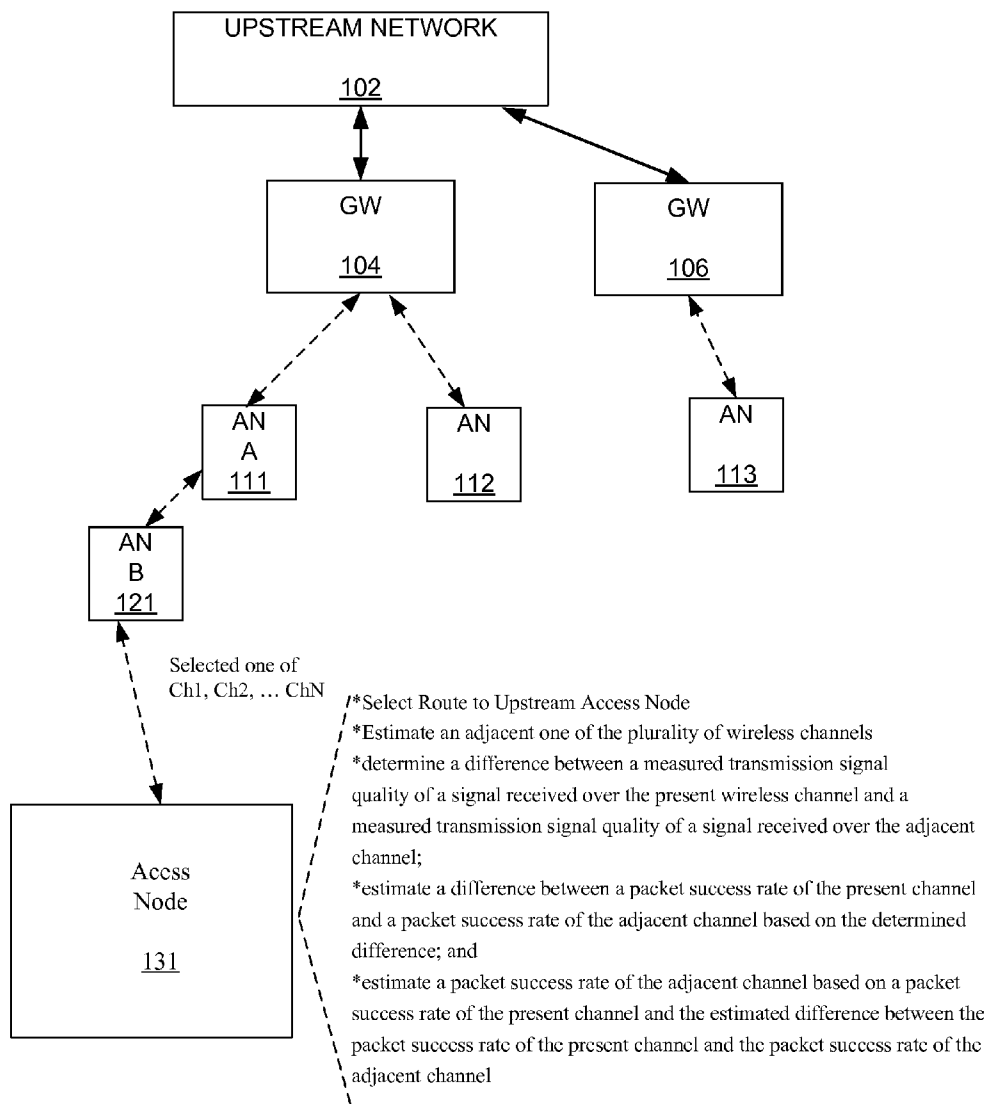 UPSTREAM NETWORK
102
GW
104
GW
106
AN
A
111
AN
112
AN
113
AN
B
121
Selected one of
Ch1, Ch2, ... ChN
Acess
Node
131
*Select Route to Upstream Access Node
*Estimate an adjacent one of the plurality of wireless channels
*determine a difference between a measured transmission signal
quality of a signal received over the present wireless channel and a
measured transmission signal quality of a signal received over the adjacent
channel;
*estimate a difference between a packet success rate of the present channel
and a packet success rate of the adjacent channel based on the determined
difference; and
*estimate a packet success rate of the adjacent channel based on a packet
success rate of the present channel and the estimated difference between the
packet success rate of the present channel and the packet success rate of the
adjacent channel